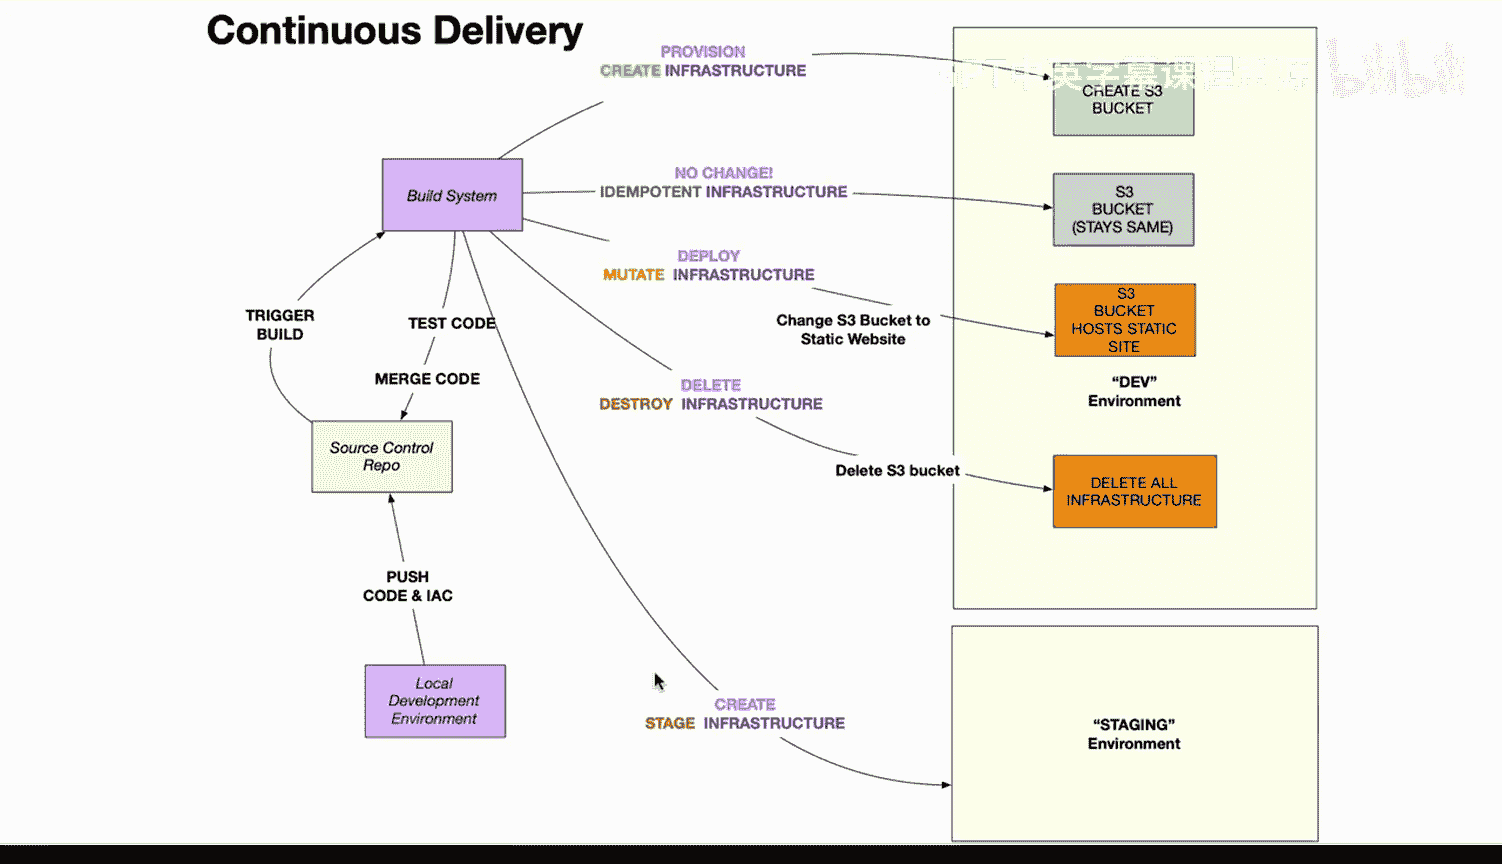 Continuous Delivery
PROVISION
CREATE INFRASTRUCTURE
CREATE S3
BUCKET
Build System
NO CHANGE!
IDEMPOTENT INFRASTRUCTURE
S3
BUCKET
(STAYS SAME)
DEPLOY
MUTATE INFRASTRUCTURE
S3
BUCKET
HOSTS STATIC
SITE
TRIGGER
BUILD
TEST CODE
Change S3 Bucket to
Static Website
MERGE CODE
DELETE
DESTROY INFRASTRUCTURE
"DEV"
Environment
Source Control
Repo
Delete S3 bucket
DELETE ALL
INFRASTRUCTURE
PUSH
CODE & IAC
Local
Development
Environment
CREATE
STAGE INFRASTRUCTURE
"STAGING"
Environment